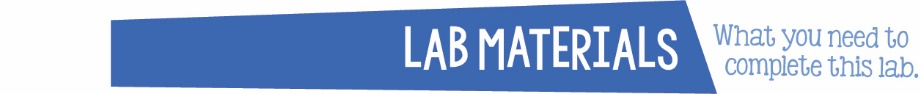 LAB MATERIALS
What you need to
complete this lab.